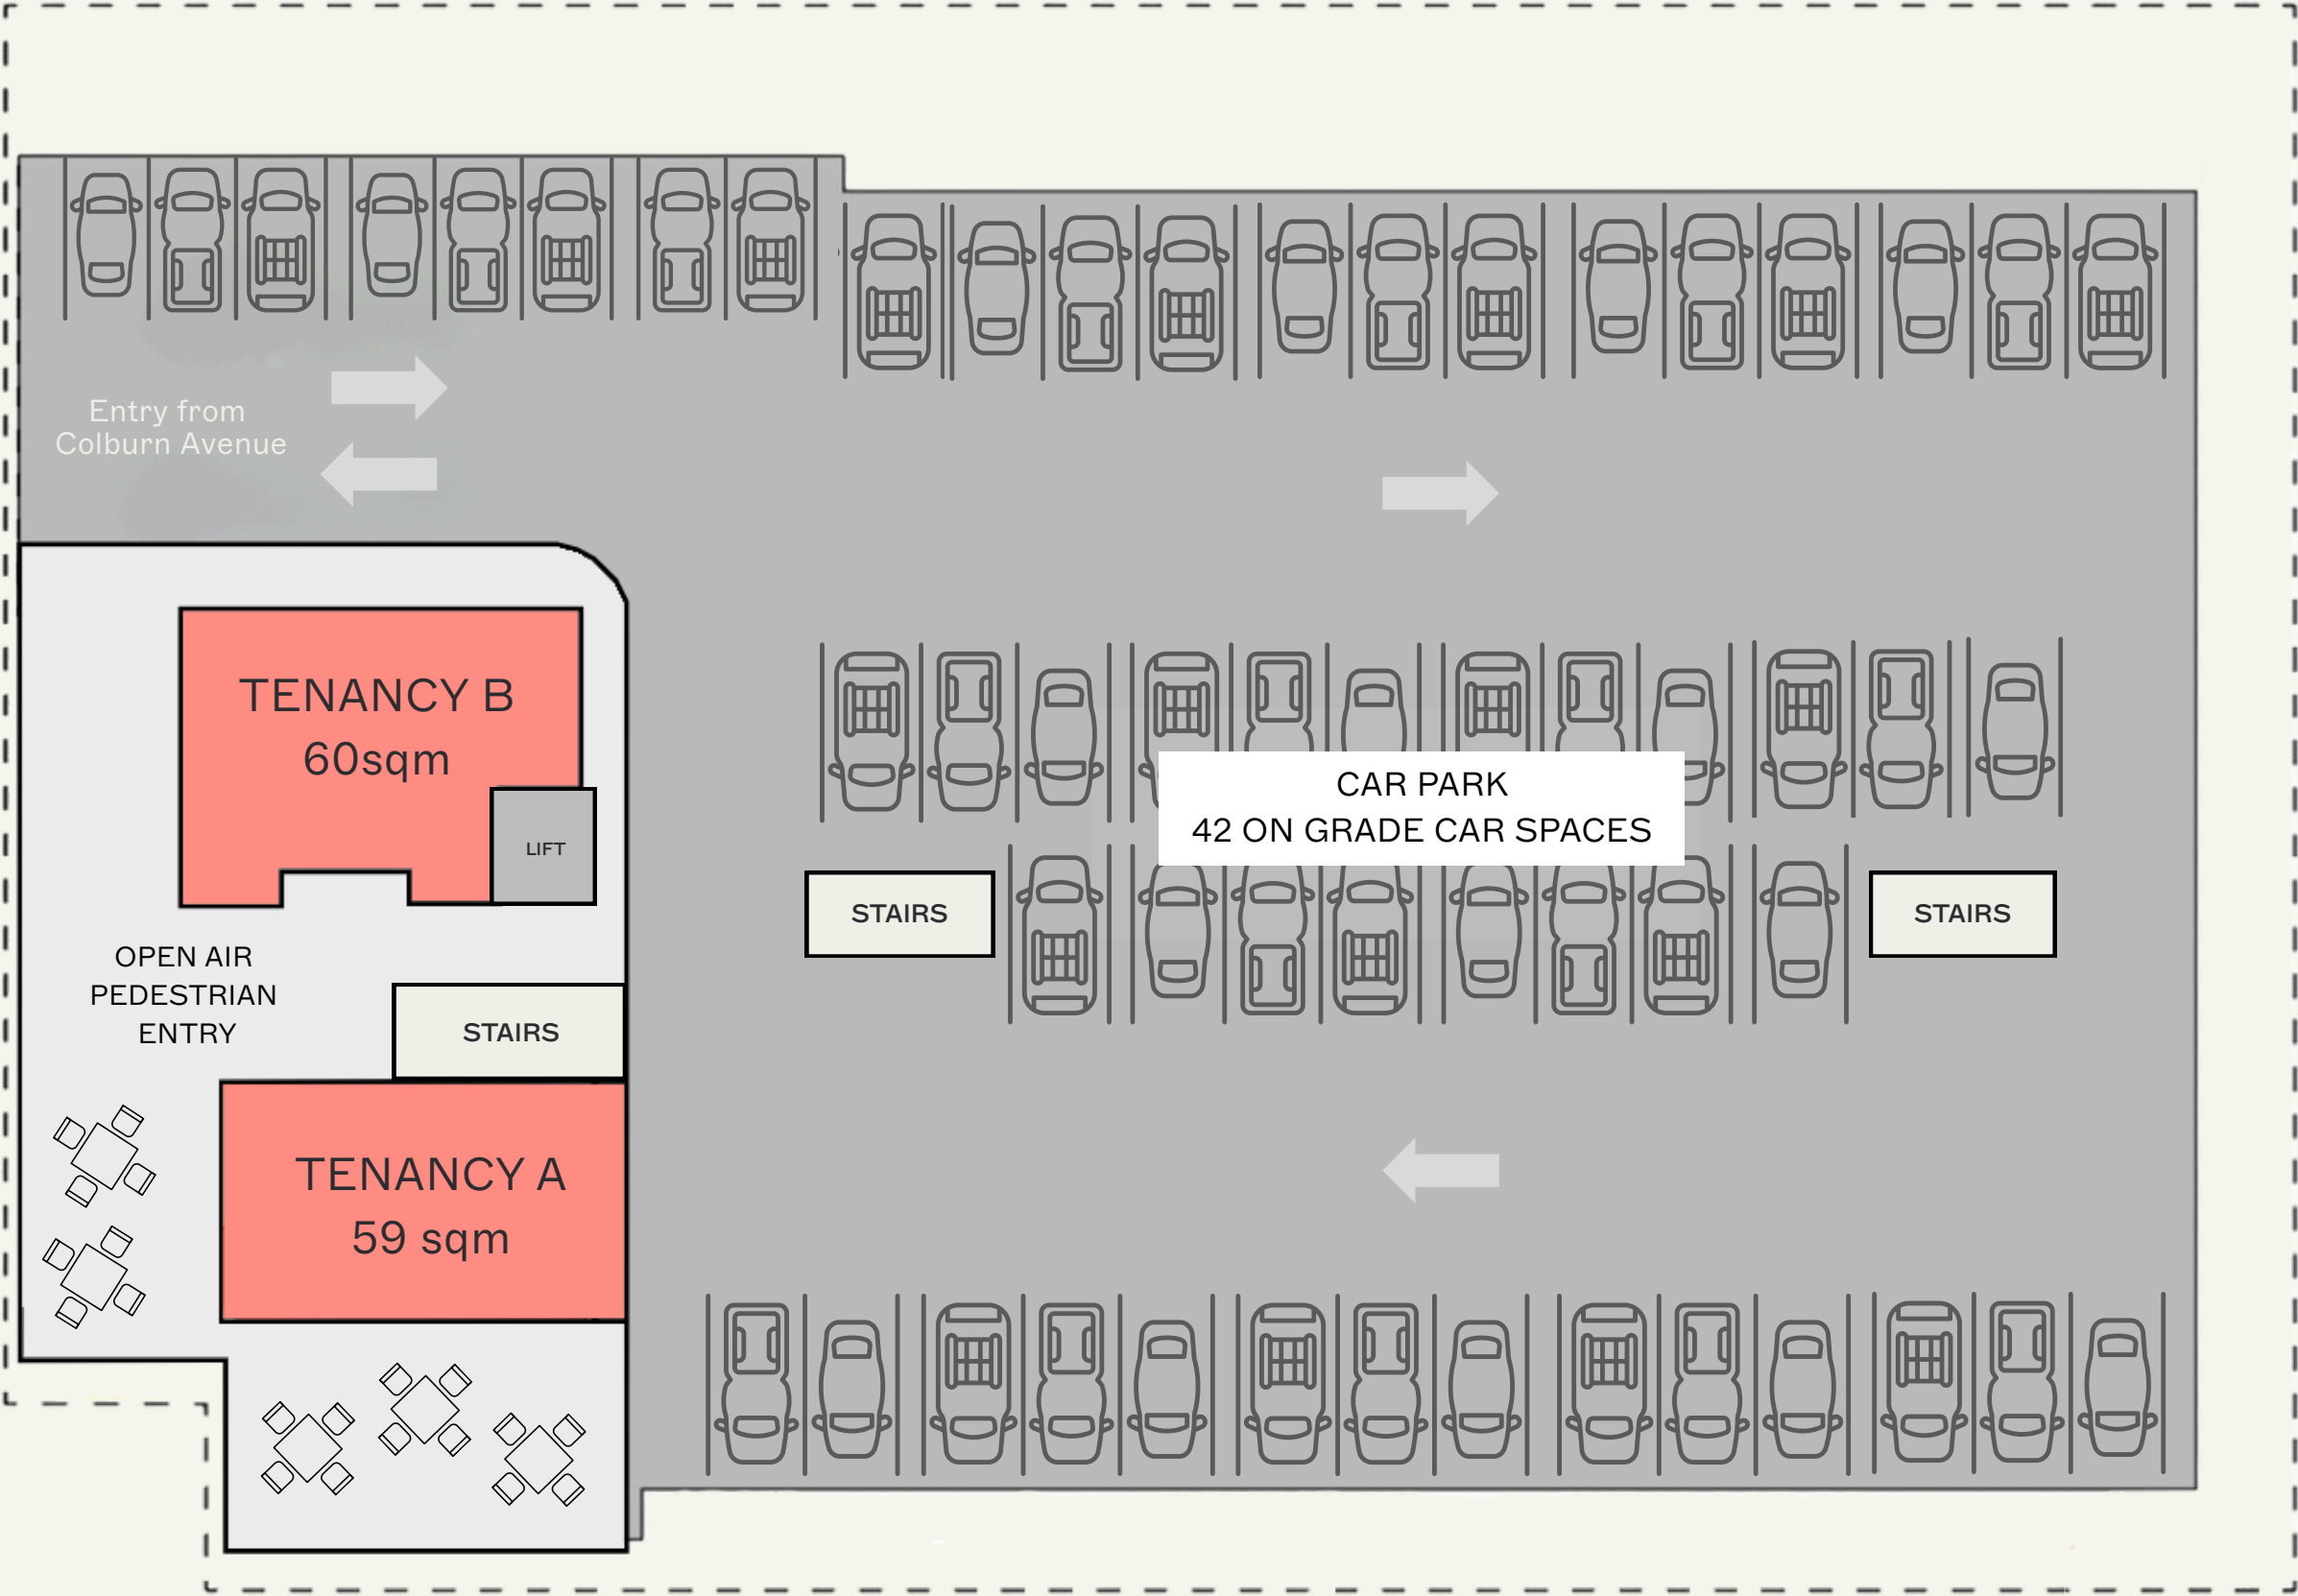 Entry from
Colburn Avenue
TENANCY B
60sqm
LIFT
CAR PARK
42 ON GRADE CAR SPACES
STAIRS
STAIRS
OPEN AIR
PEDESTRIAN
ENTRY
STAIRS
TENANCY A
59 sqm